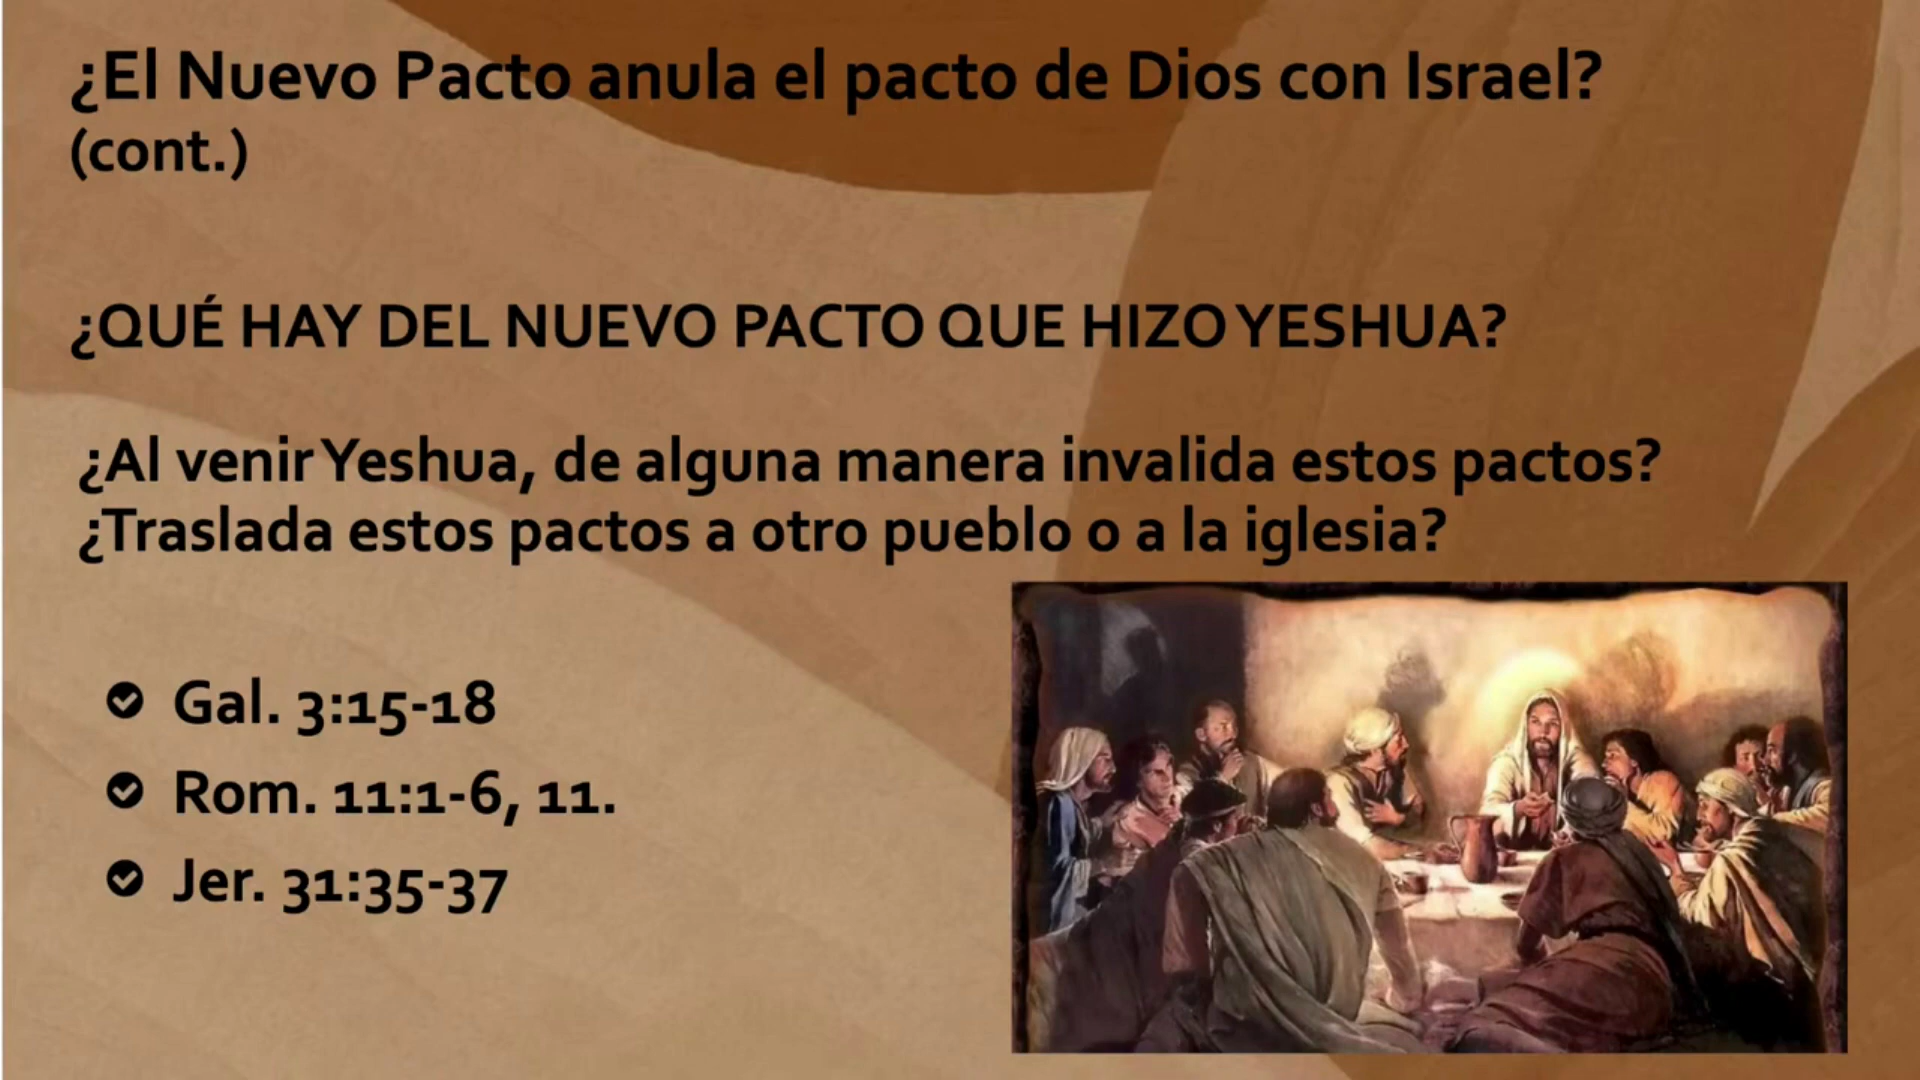 ¿El Nuevo Pacto anula el pacto de Dios con Israel?
(cont.)
¿QUÉ HAY DEL NUEVO PACTO QUE HIZO YESHUA?
¿Al venir Yeshua, de alguna manera invalida estos pactos?
¿Traslada estos pactos a otro pueblo o a la iglesia?
Gal. 3:15-18
Rom. 11:1-6, 11.
Jer. 31:35-37